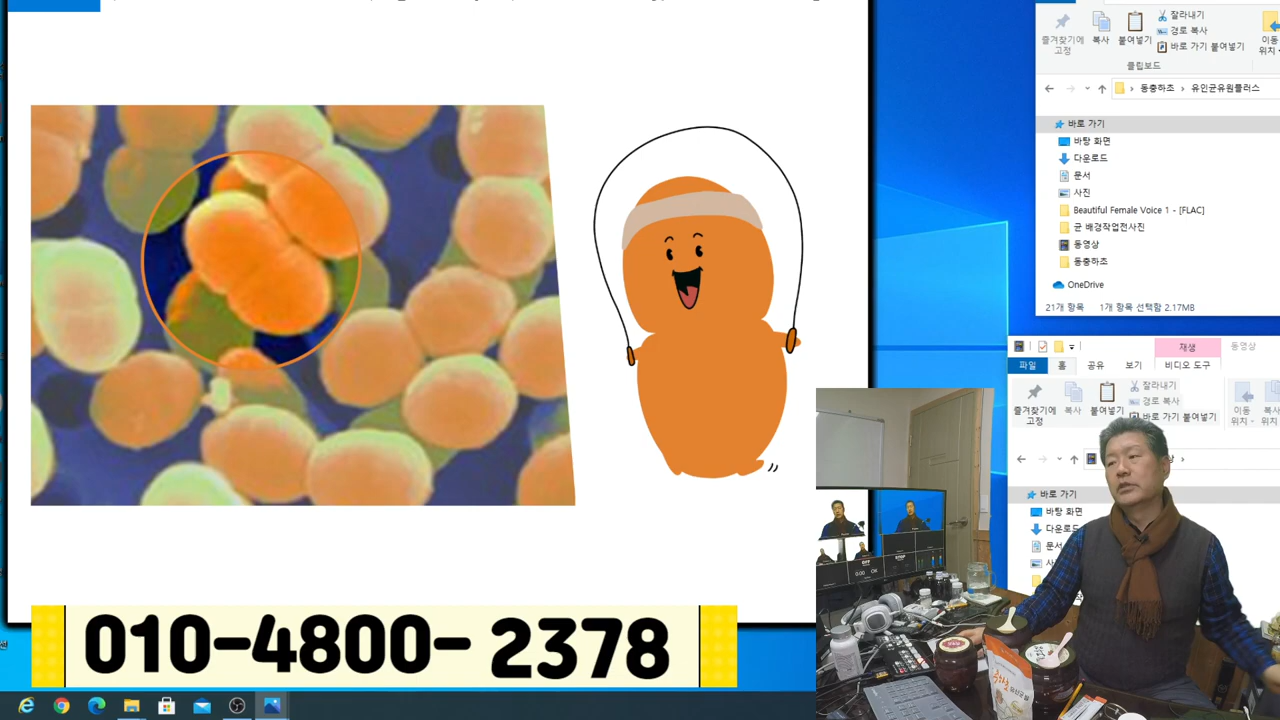 잘라내기
경로 복사
바로 가기 붙여넣기
즐겨찾기에
고정
복사
붙여넣기
이동
위치
클립보드
동충하초 › 유인균유원플러스
바로 가기
바탕 화면
다운로드
문서
사진
Beautiful Female Voice 1 - [FLAC]
균 배경작업전사진
동영상
동충하초
OneDrive
21개 항목 1개 항목 선택함 2.17MB
재생
동영상
파일
홈
공유
보기
비디오 도구
잘라내기
경로 복사
바로 가기 붙여넣기
즐겨찾기에
고정
복사
붙여넣기
이동
위치
바로 가기
바탕 화면
010-4800- 2378